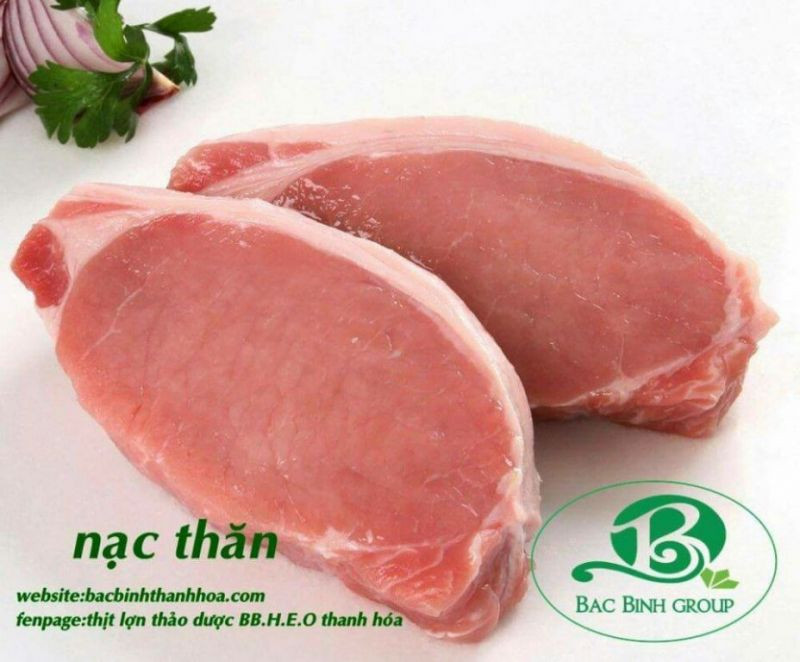 nạc thăn
website:bacbinhthanhhoa.com
fenpage:thịt lợn thảo dược BB.H.E.O thanh hóa
B
BAC BINH GROUP